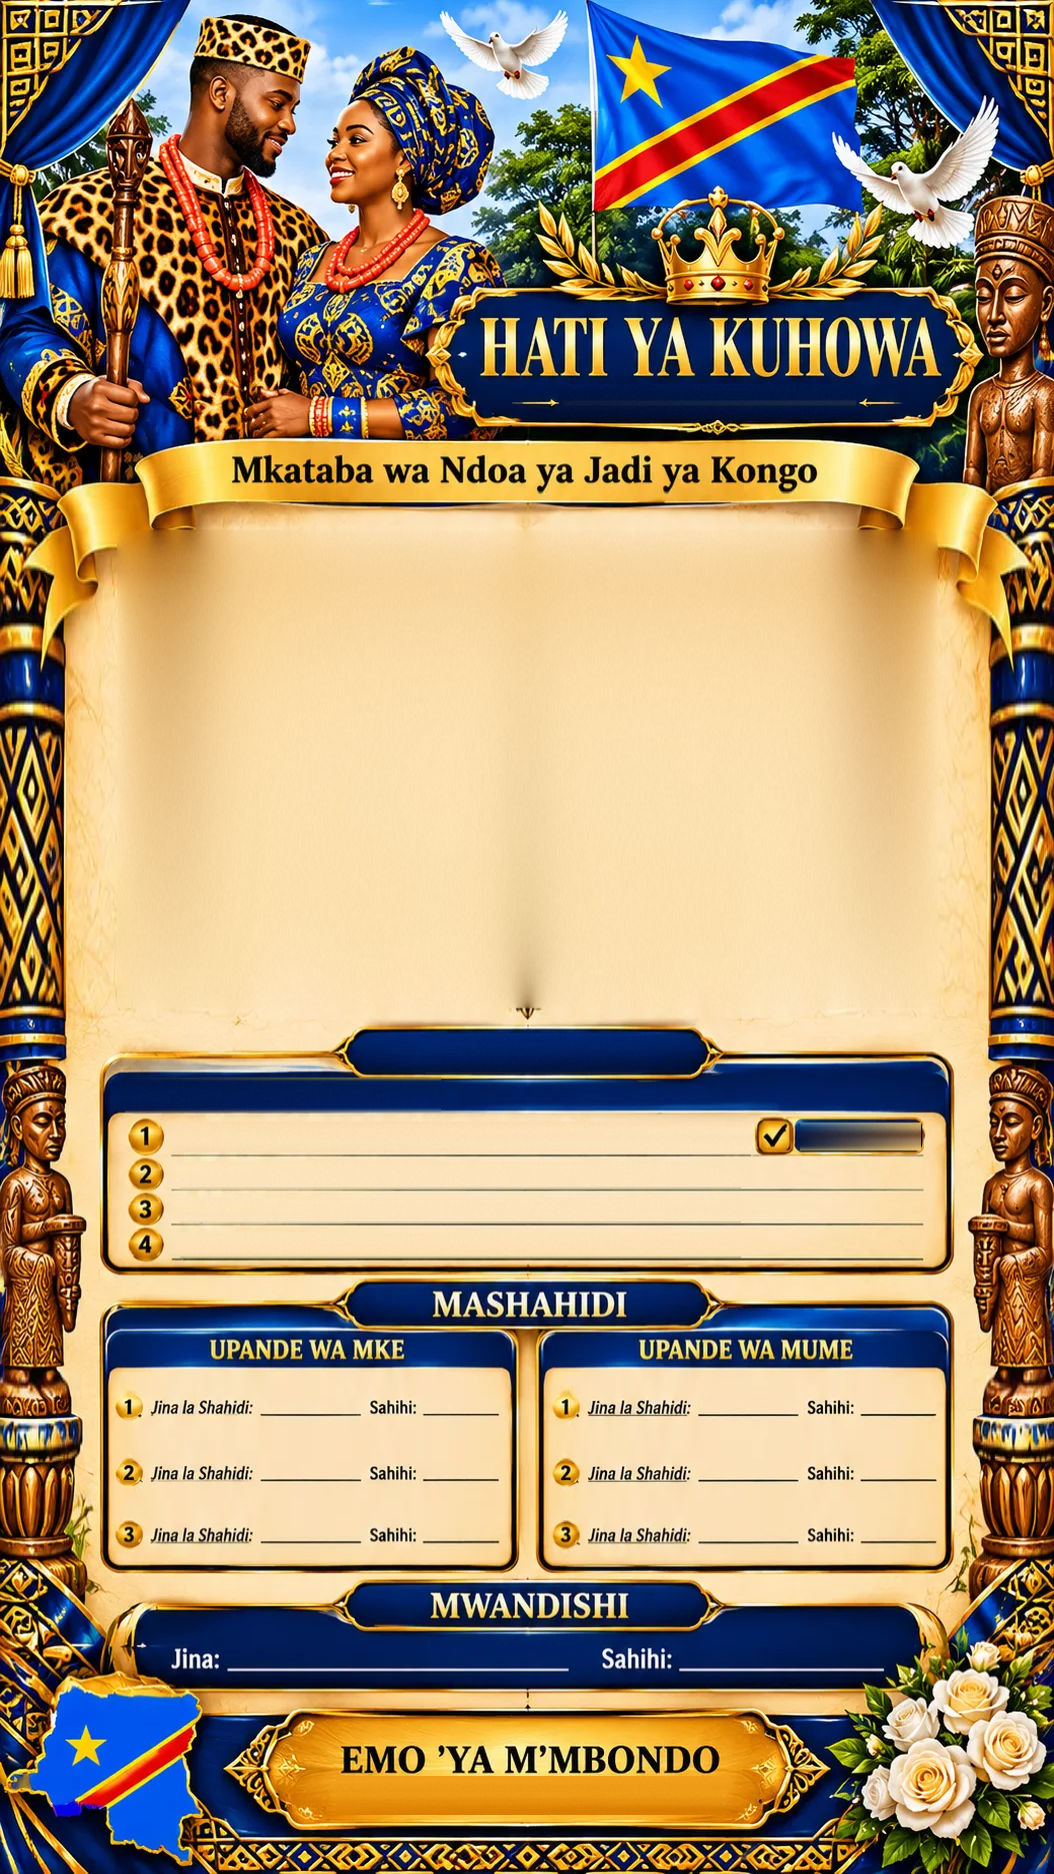 HATI YA KUHOWA
Mkataba wa Ndoa ya Jadi ya Kongo
1
2
3
4
MASHAHIDI
UPANDE WA MKE
1 Jina la Shahidi: Sahihi:
2 Jina la Shahidi: Sahihi:
3 Jina la Shahidi: Sahihi:
UPANDE WA MUME
1 Jina la Shahidi: Sahihi:
2 Jina la Shahidi: Sahihi:
3 Jina la Shahidi: Sahihi:
MWANDISHI
Jina: Sahihi:
EMO ’YA M’MBONDO